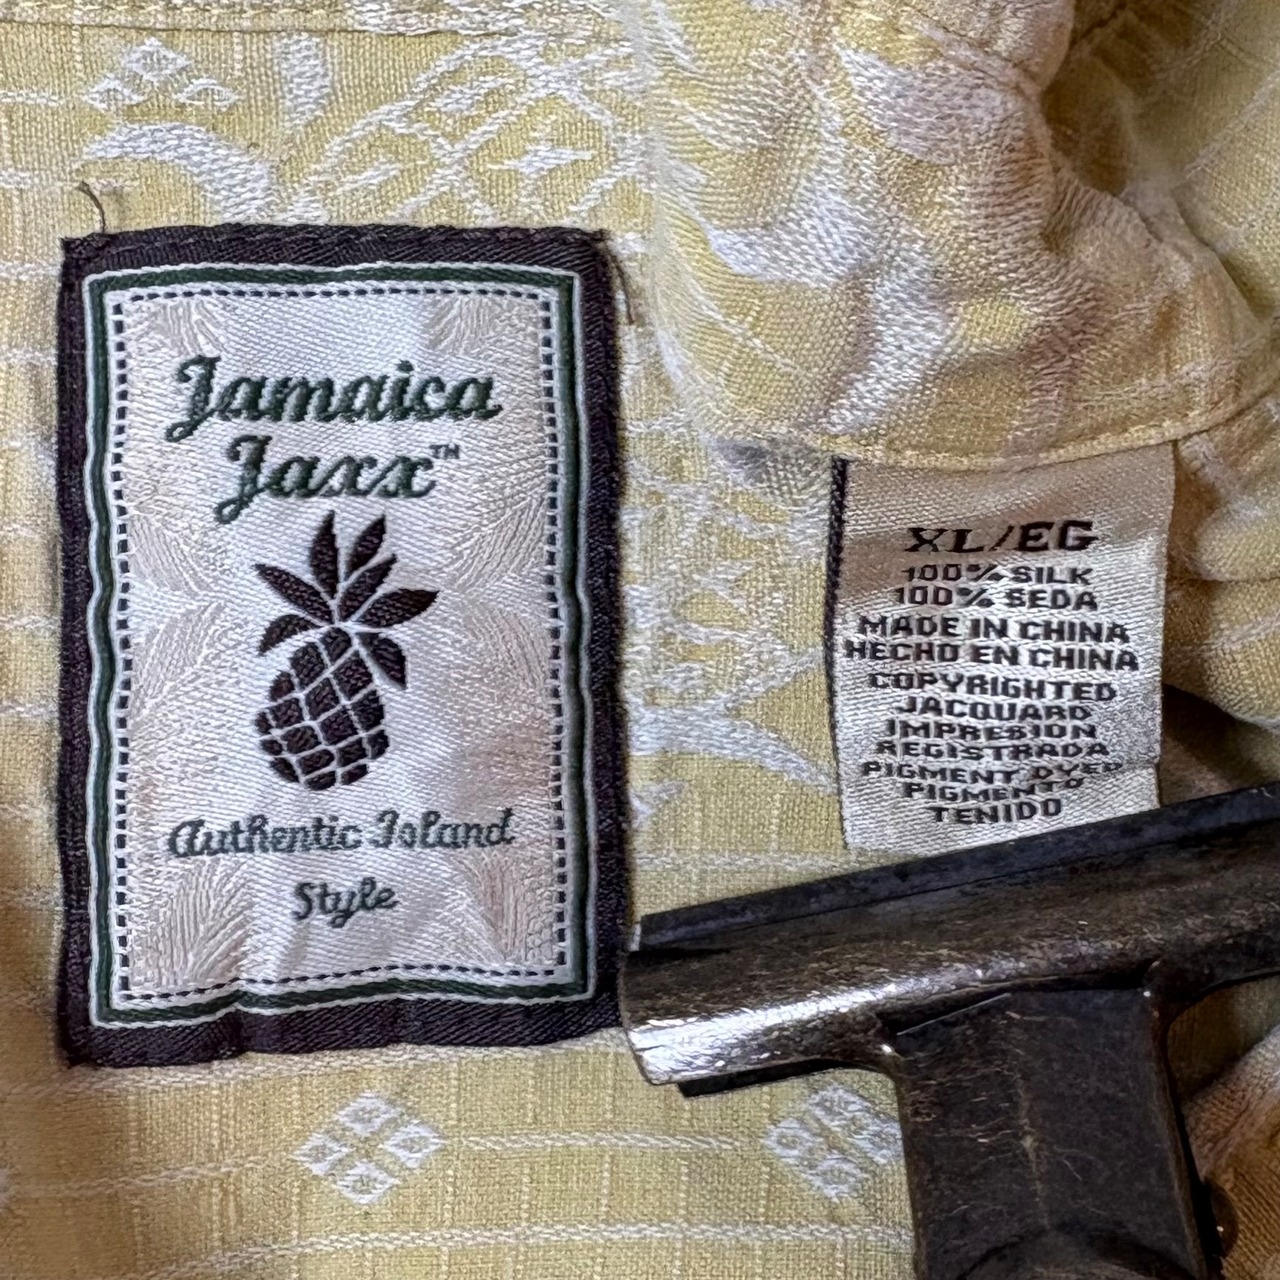 Jamaica
Jaxx™
Authentic Island
Style
XL/EG
100% SILK
100% SEDA
MADE IN CHINA
HECHO EN CHINA
COPYRIGHTED
JACQUARD
IMPRESION
REGISTRADA
PIGMENT DYED
PIGMENTO
TENIDO